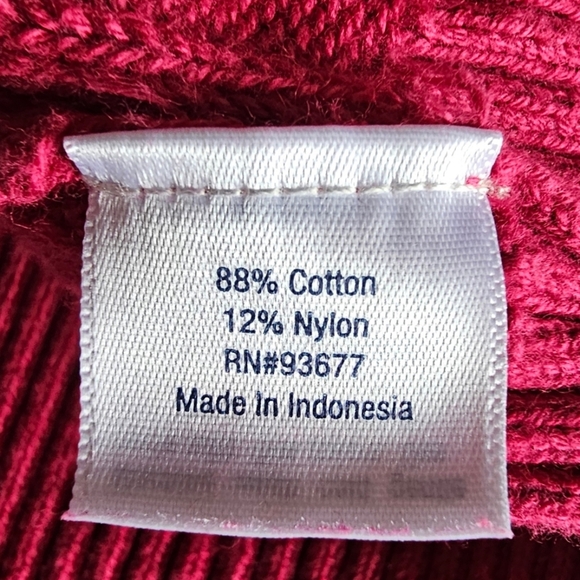 88% Cotton
12% Nylon
RN#93677
Made In Indonesia